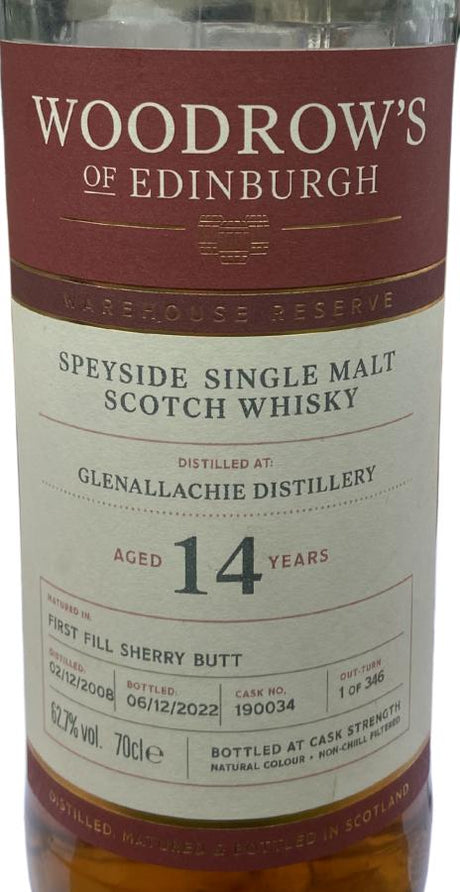 WOODROW'S
OF EDINBURGH
WAREHOUSE RESERVE
SPEYSIDE SINGLE MALT
SCOTCH WHISKY
DISTILLED AT:
GLENALLACHIE DISTILLERY
AGED 14 YEARS
MATURED IN.
FIRST FILL SHERRY BUTT
DISTILLED.
02/12/2008
BOTTLED.
06/12/2022
CASK NO.
190034
OUT-TURN
1 OF 346
62.7% vol. 70cl e
BOTTLED AT CASK STRENGTH
NATURAL COLOUR • NON-CHILL FILTERED
DISTILLED, MATURED & BOTTLED IN SCOTLAND